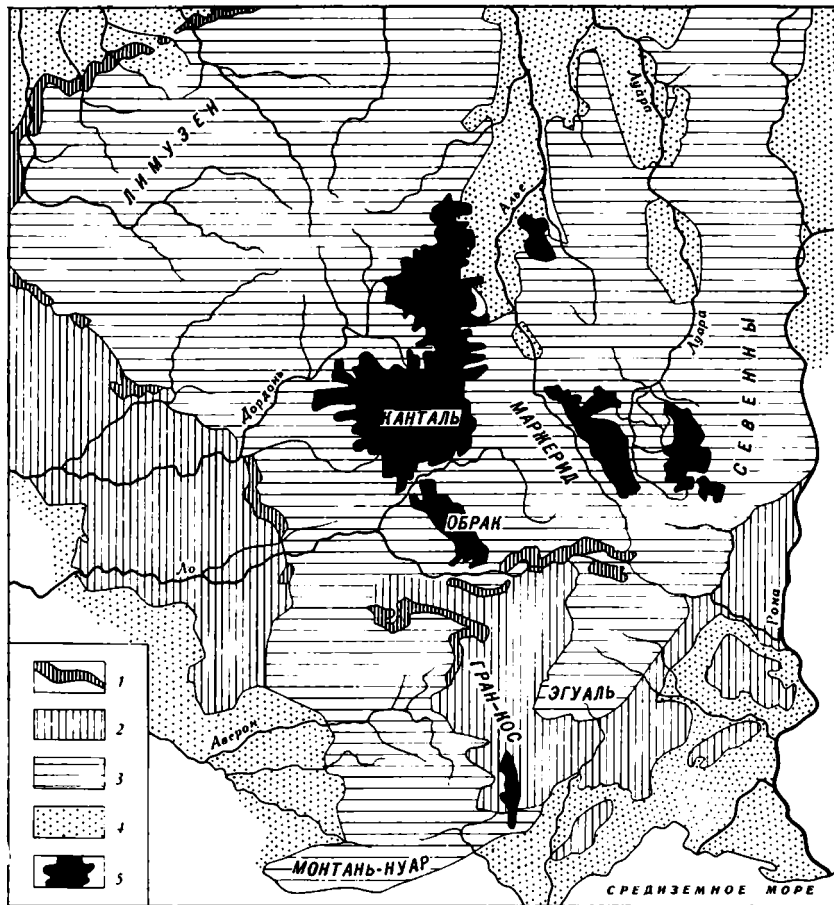 Луара
ЛИМУЗЕН
Алье
Луара
СЕВЕННЫ
Дордонь
КАНТАЛЬ
МАРЖЕРИД
ОБРАК
Ло
Рона
ГРАН-КОС
ЭГУАЛЬ
Аверон
МОНТАНЬ-НУАР
СРЕДИЗЕМНОЕ МОРЕ
1
2
3
4
5